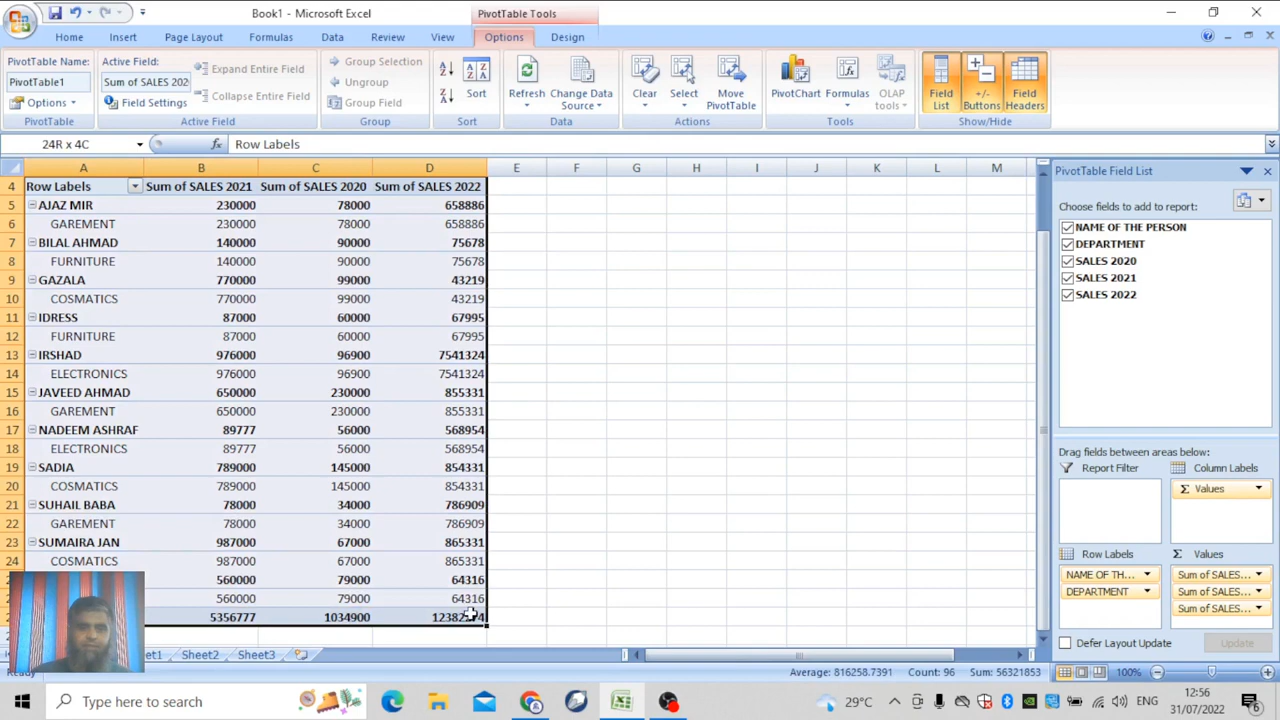 Book1 - Microsoft Excel
PivotTable Tools
Home Insert Page Layout Formulas Data Review View Options Design
PivotTable Name: Active Field:
PivotTable1 Sum of SALES 202 Expand Entire Field Group Selection
Options Field Settings Collapse Entire Field Ungroup
Group Field
Sort Refresh Change Data Source Clear Select Move PivotTable PivotChart Formulas OLAP tools Field List +/- Buttons Field Headers
PivotTable Active Field Group Sort Data Actions Tools Show/Hide
24R x 4C fx Row Labels
A B C D E F G H I J K L M
4 Row Labels Sum of SALES 2021 Sum of SALES 2020 Sum of SALES 2022
5 AJAZ MIR 230000 78000 658886
6 GAREMENT 230000 78000 658886
7 BILAL AHMAD 140000 90000 75678
8 FURNITURE 140000 90000 75678
9 GAZALA 770000 99000 43219
10 COSMATICS 770000 99000 43219
11 IDRESS 87000 60000 67995
12 FURNITURE 87000 60000 67995
13 IRSHAD 976000 96900 7541324
14 ELECTRONICS 976000 96900 7541324
15 JAVEED AHMAD 650000 230000 855331
16 GAREMENT 650000 230000 855331
17 NADEEM ASHRAF 89777 56000 568954
18 ELECTRONICS 89777 56000 568954
19 SADIA 789000 145000 854331
20 COSMATICS 789000 145000 854331
21 SUHAIL BABA 78000 34000 786909
22 GAREMENT 78000 34000 786909
23 SUMAIRA JAN 987000 67000 865331
24 COSMATICS 987000 67000 865331
560000 79000 64316
560000 79000 64316
5356777 1034900
PivotTable Field List
Choose fields to add to report:
NAME OF THE PERSON
DEPARTMENT
SALES 2020
SALES 2021
SALES 2022
Drag fields between areas below:
Report Filter Column Labels
Σ Values
Row Labels Σ Values
NAME OF TH... Sum of SALES...
DEPARTMENT Sum of SALES...
Sum of SALES...
Defer Layout Update Update
Sheet2 Sheet3
Average: 816258.7391 Count: 96 Sum: 56321853 100%
Type here to search 29°C ENG 12:56
31/07/2022 6